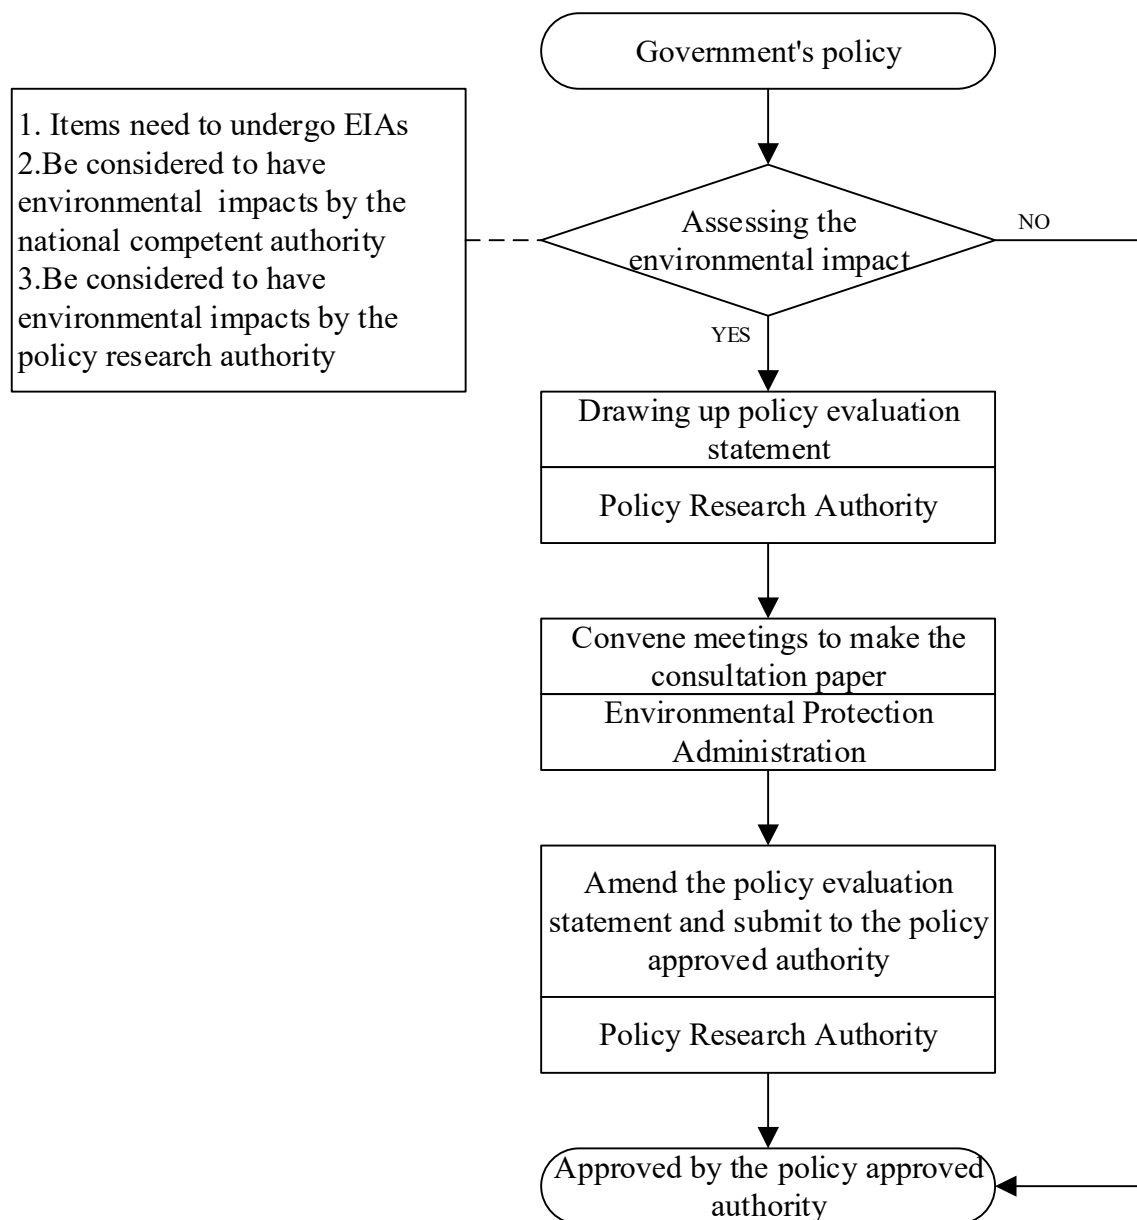 Government's policy
1. Items need to undergo EIAs
2.Be considered to have
environmental  impacts by the
national competent authority
3.Be considered to have
environmental impacts by the
policy research authority
Assessing the
environmental impact
NO
YES
Drawing up policy evaluation
statement
Policy Research Authority
Convene meetings to make the
consultation paper
Environmental Protection
Administration
Amend the policy evaluation
statement and submit to the policy
approved authority
Policy Research Authority
Approved by the policy approved
authority